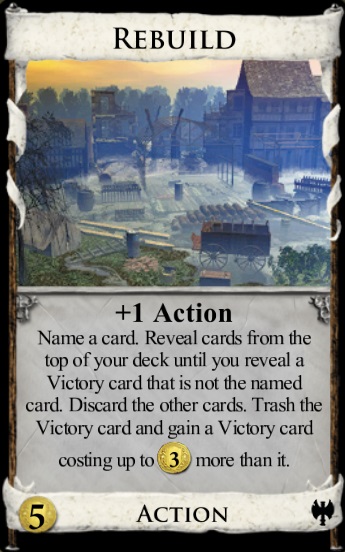 REBUILD
+1 Action
Name a card. Reveal cards from the
top of your deck until you reveal a
Victory card that is not the named
card. Discard the other cards. Trash the
Victory card and gain a Victory card
costing up to 3 more than it.
5 ACTION